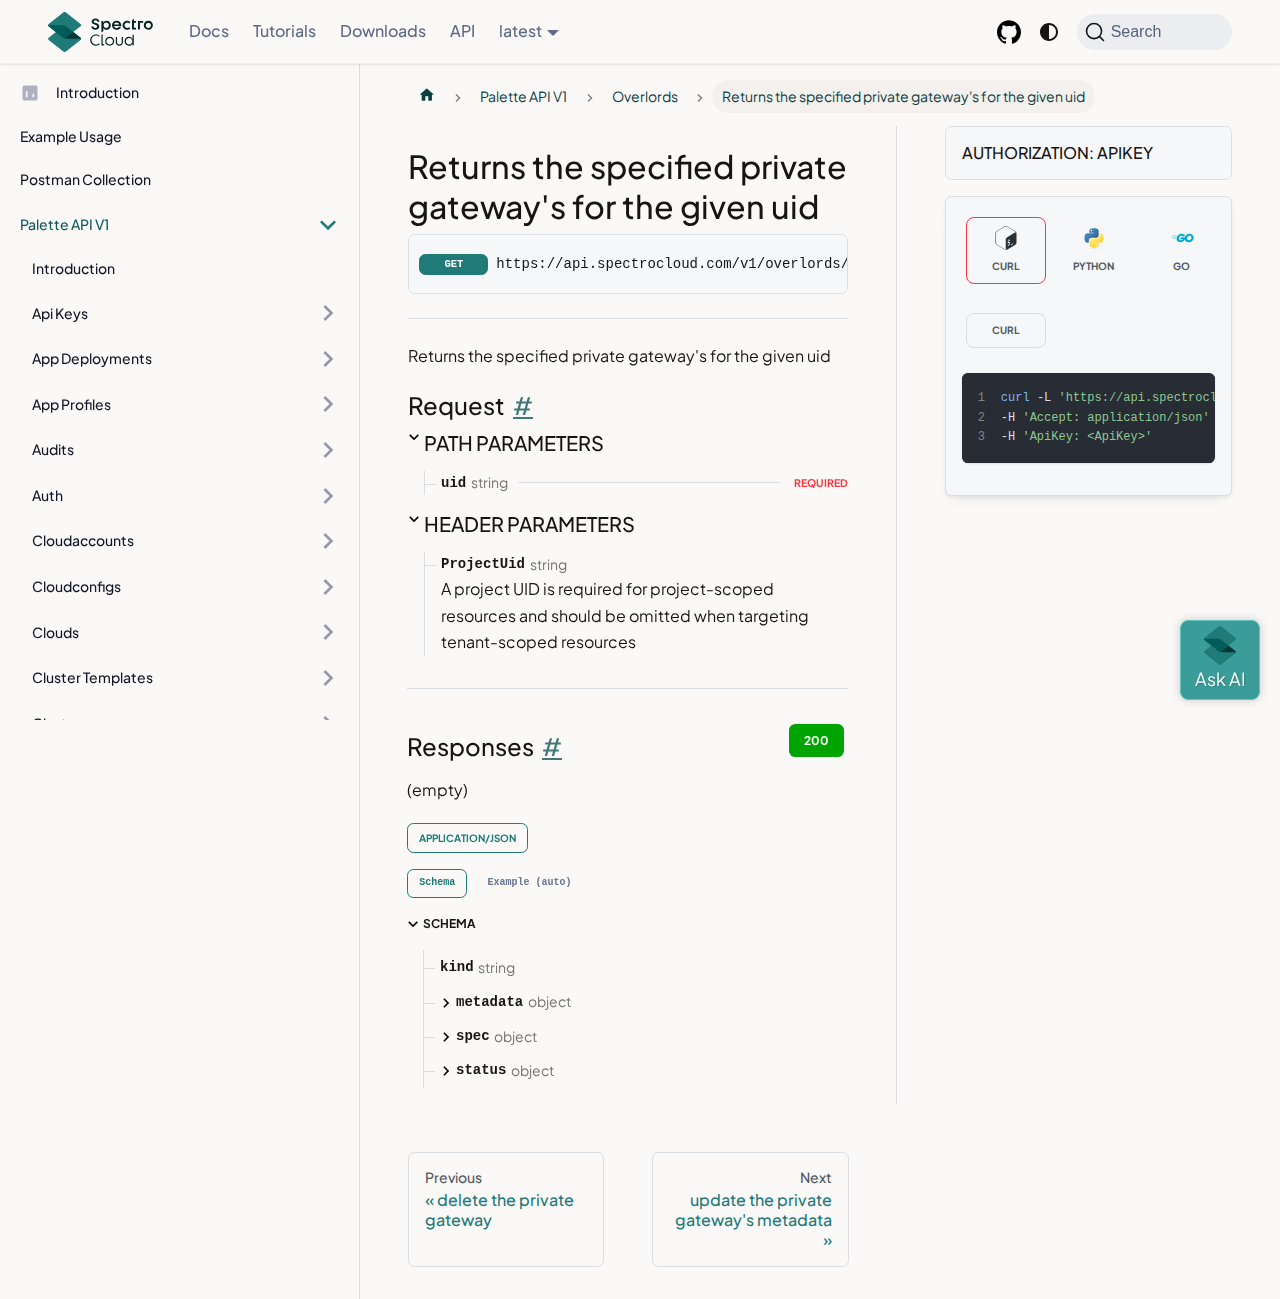 Spectro Cloud
Docs
Tutorials
Downloads
API
latest
Search
Introduction
Example Usage
Postman Collection
Palette API V1
Introduction
Api Keys
App Deployments
App Profiles
Audits
Auth
Cloudaccounts
Cloudconfigs
Clouds
Cluster Templates
Palette API V1
Overlords
Returns the specified private gateway's for the given uid
Returns the specified private
gateway's for the given uid
GET https://api.spectrocloud.com/v1/overlords/
Returns the specified private gateway's for the given uid
Request #
PATH PARAMETERS
uid string REQUIRED
HEADER PARAMETERS
ProjectUid string
A project UID is required for project-scoped
resources and should be omitted when targeting
tenant-scoped resources
Responses #
200
(empty)
APPLICATION/JSON
Schema
Example (auto)
SCHEMA
kind string
metadata object
spec object
status object
Previous
« delete the private
gateway
Next
update the private
gateway's metadata
»
AUTHORIZATION: APIKEY
CURL
PYTHON
GO
CURL
1 curl -L 'https://api.spectrocl
2 -H 'Accept: application/json'
3 -H 'ApiKey: <ApiKey>'
Ask AI